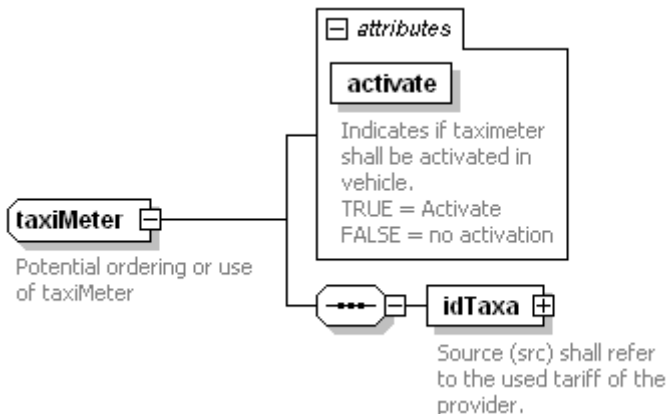 attributes
activate
Indicates if taximeter
shall be activated in
vehicle.
TRUE = Activate
FALSE = no activation
taxiMeter
Potential ordering or use
of taxiMeter
idTaxa
Source (src) shall refer
to the used tariff of the
provider.